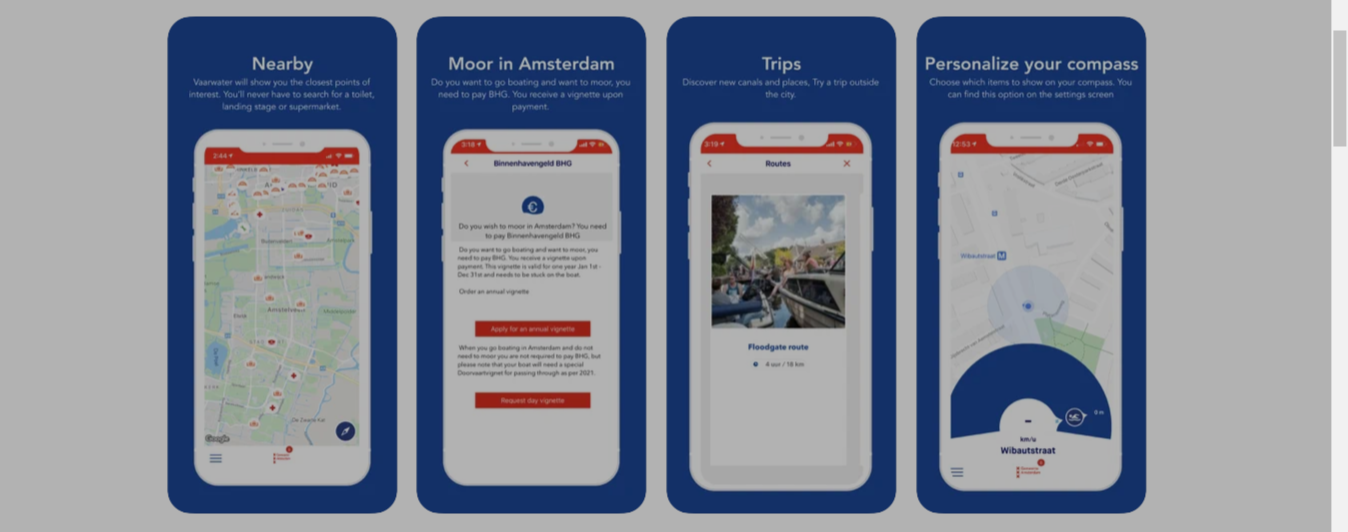 Nearby
Vaarwater will show you the closest points of
interest. You'll never have to search for a toilet,
landing stage or supermarket.
2:44
Amstelveen
Google
Moor in Amsterdam
Do you want to go boating and want to moor, you
need to pay BHG. You receive a vignette upon
payment.
3:18
Binnenhavengeld BHG
€
Do you wish to moor in Amsterdam? You need
to pay Binnenhavengeld BHG
Do you want to go boating and want to moor, you
need to pay BHG. You receive a vignette upon
payment. This vignette is valid for one year Jan 1st -
Dec 31st and needs to be stuck on the boat.
Order an annual vignette
Apply for an annual vignette
When you go boating in Amsterdam and do not
need to moor you are not required to pay BHG, but
please note that your boat will need a special
Doorvaartvignet for passing through as per 2021.
Request day vignette
Trips
Discover new canals and places, Try a trip outside
the city.
3:19
Routes
Floodgate route
4 uur / 18 km
Personalize your compass
Choose which items to show on your compass. You
can find this option on the settings screen
12:53
Wibautstraat M
0 m
-
km/u
Wibautstraat